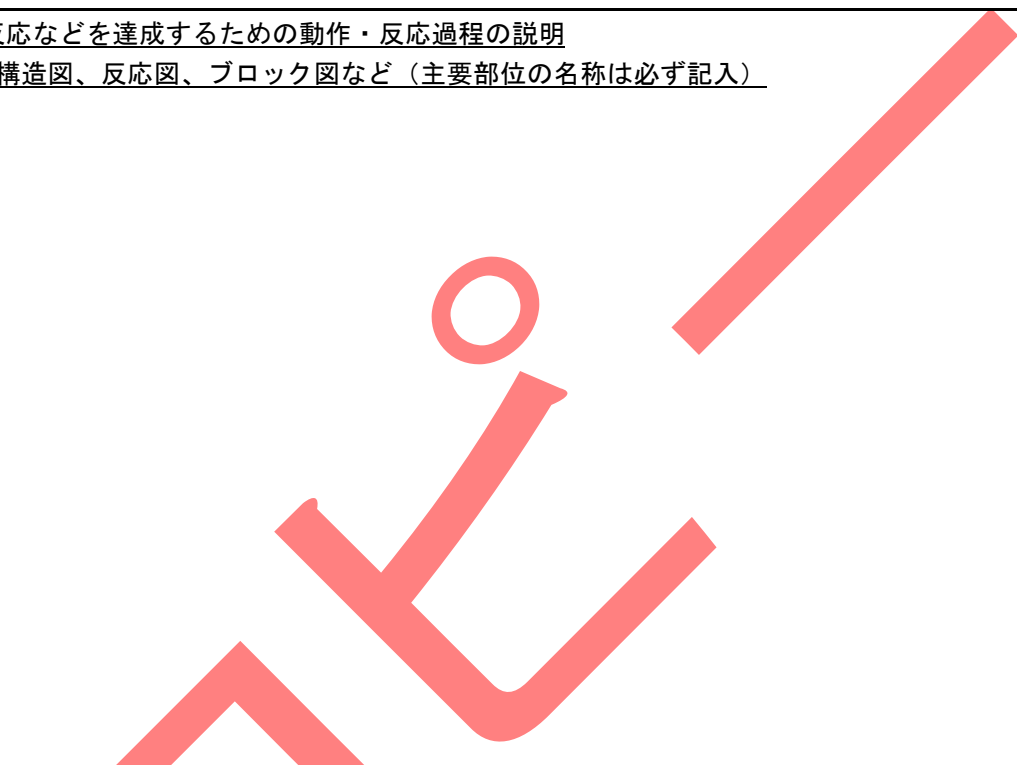 反応などを達成するための動作・反応過程の説明
構造図、反応図、ブロック図など（主要部位の名称は必ず記入）
ピー